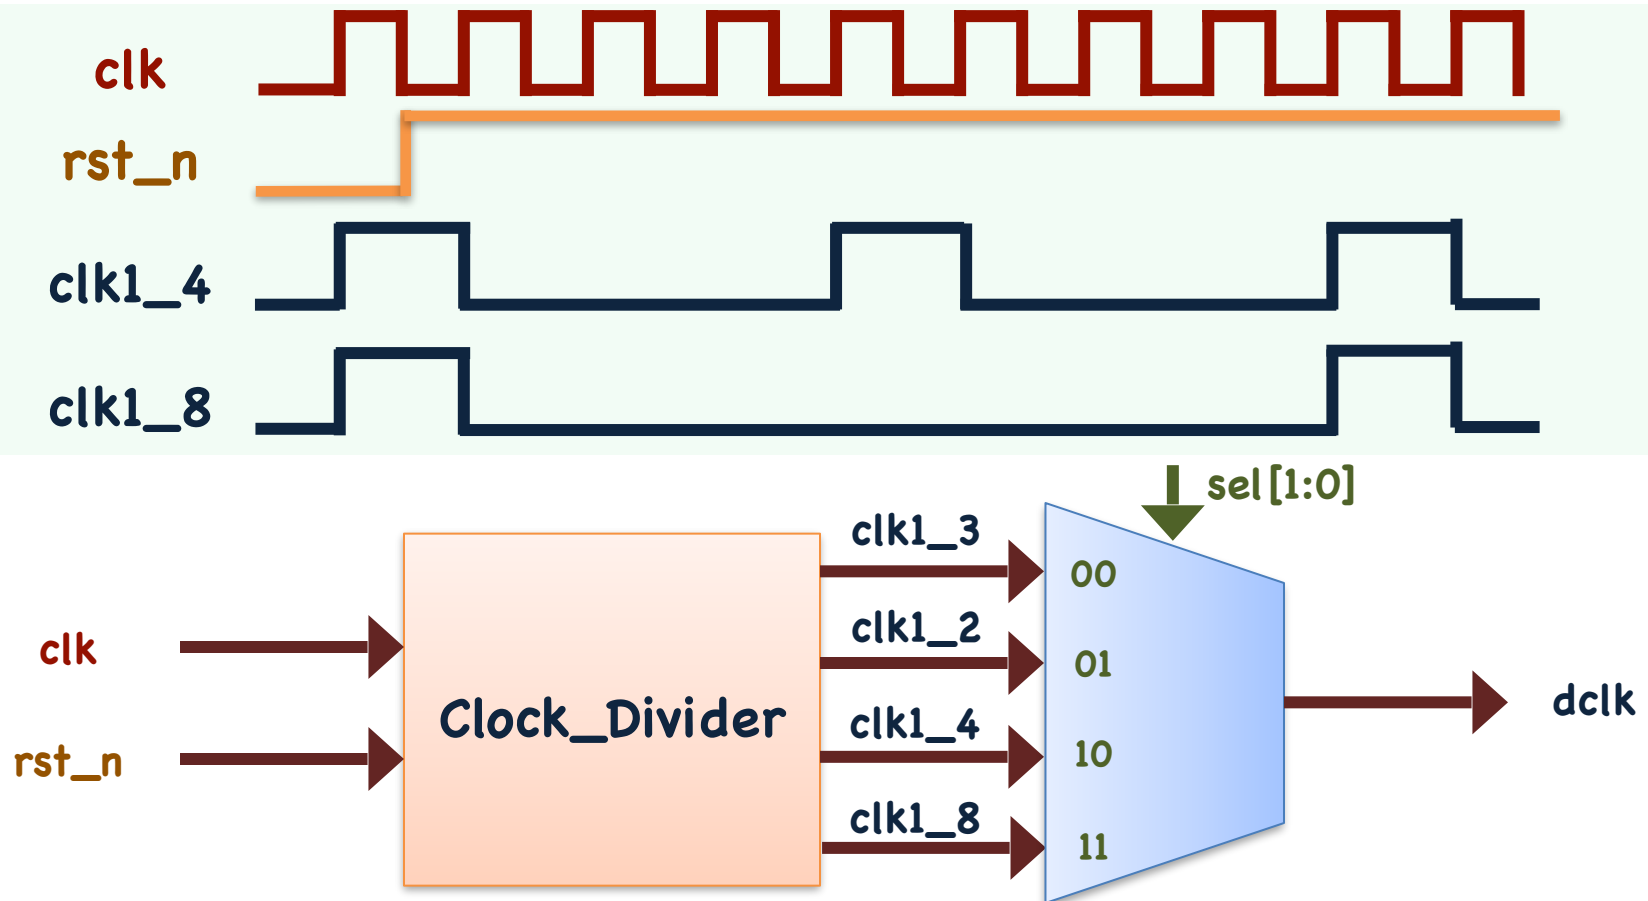 clk
rst_n
clk1_4
clk1_8
sel[1:0]
clk1_3
00
clk1_2
01
clk
Clock_Divider
dclk
clk1_4
10
rst_n
clk1_8
11